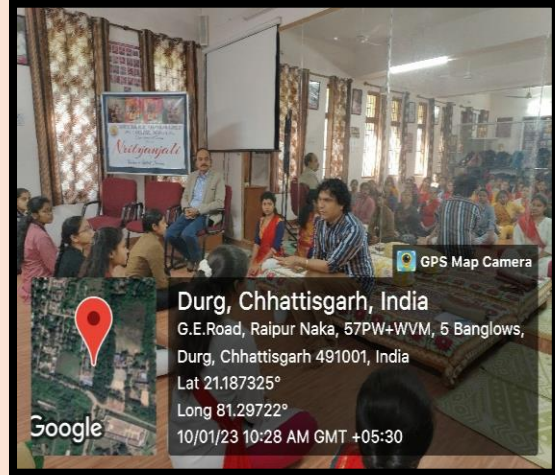 Nrityanjali
GPS Map Camera
Durg, Chhattisgarh, India
G.E.Road, Raipur Naka, 57PW+WVM, 5 Banglows,
Durg, Chhattisgarh 491001, India
Lat 21.187325°
Long 81.29722°
10/01/23 10:28 AM GMT +05:30
Google